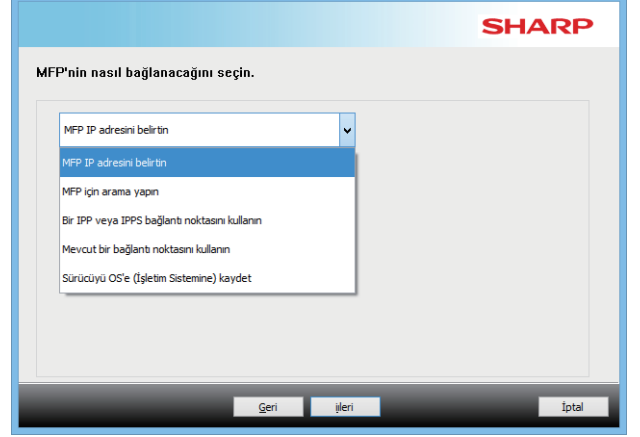 SHARP
MFP'nin nasıl bağlanacağını seçin.
MFP IP adresini belirtin
MFP IP adresini belirtin
MFP için arama yapın
Bir IPP veya IPPS bağlantı noktasını kullanın
Mevcut bir bağlantı noktasını kullanın
Sürücüyü OS'e (İşletim Sistemine) kaydet
Geri
ijleri
İptal